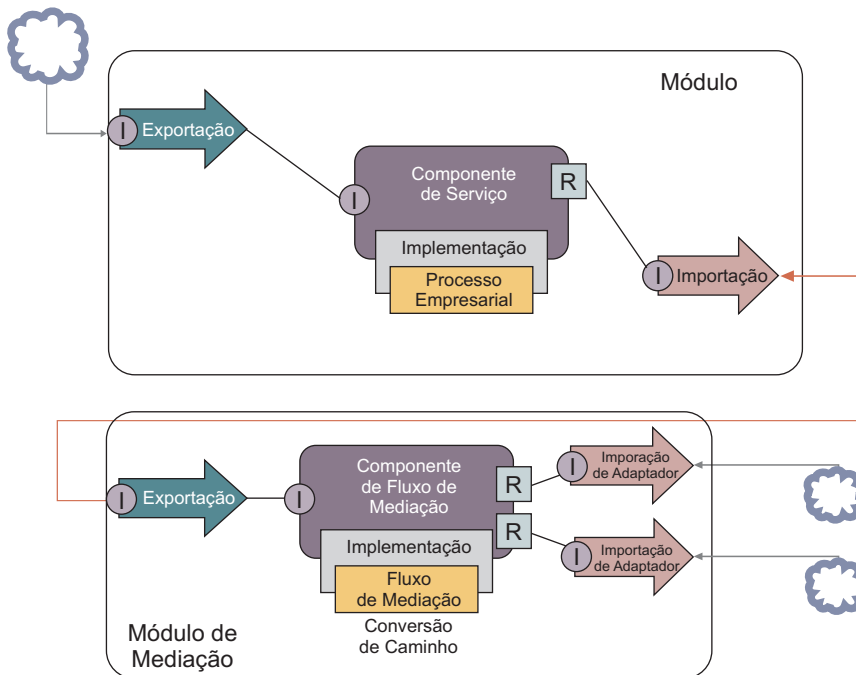 Módulo
I
Exportação
I
Componente
de Serviço
R
Implementação
Processo
Empresarial
I
Importação
I
Exportação
I
Componente
de Fluxo de
Mediação
R
R
Implementação
Fluxo
de Mediação
Conversão
de Caminho
I
Imporação
de Adaptador
I
Importação
de Adaptador
Módulo de
Mediação